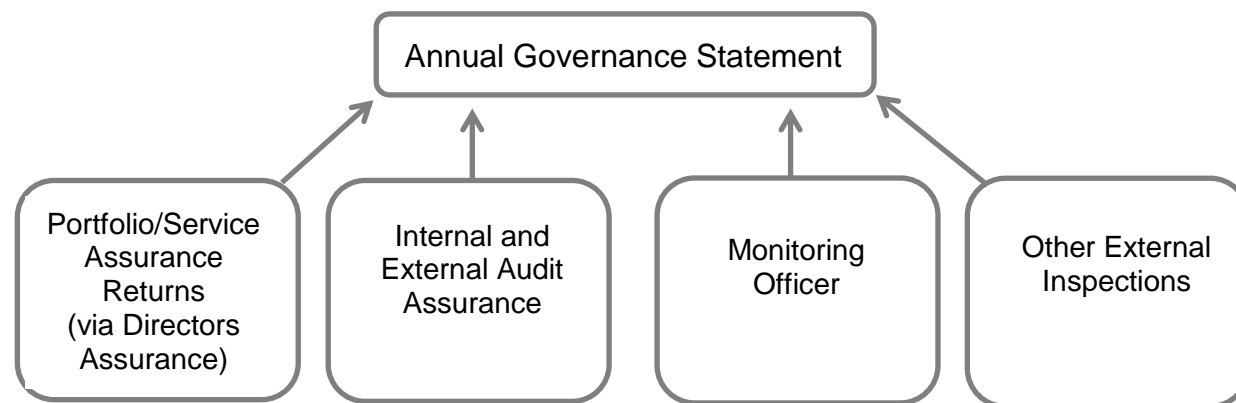 Annual Governance Statement
Portfolio/Service
Assurance
Returns
(via Directors
Assurance)
Internal and
External Audit
Assurance
Monitoring
Officer
Other External
Inspections